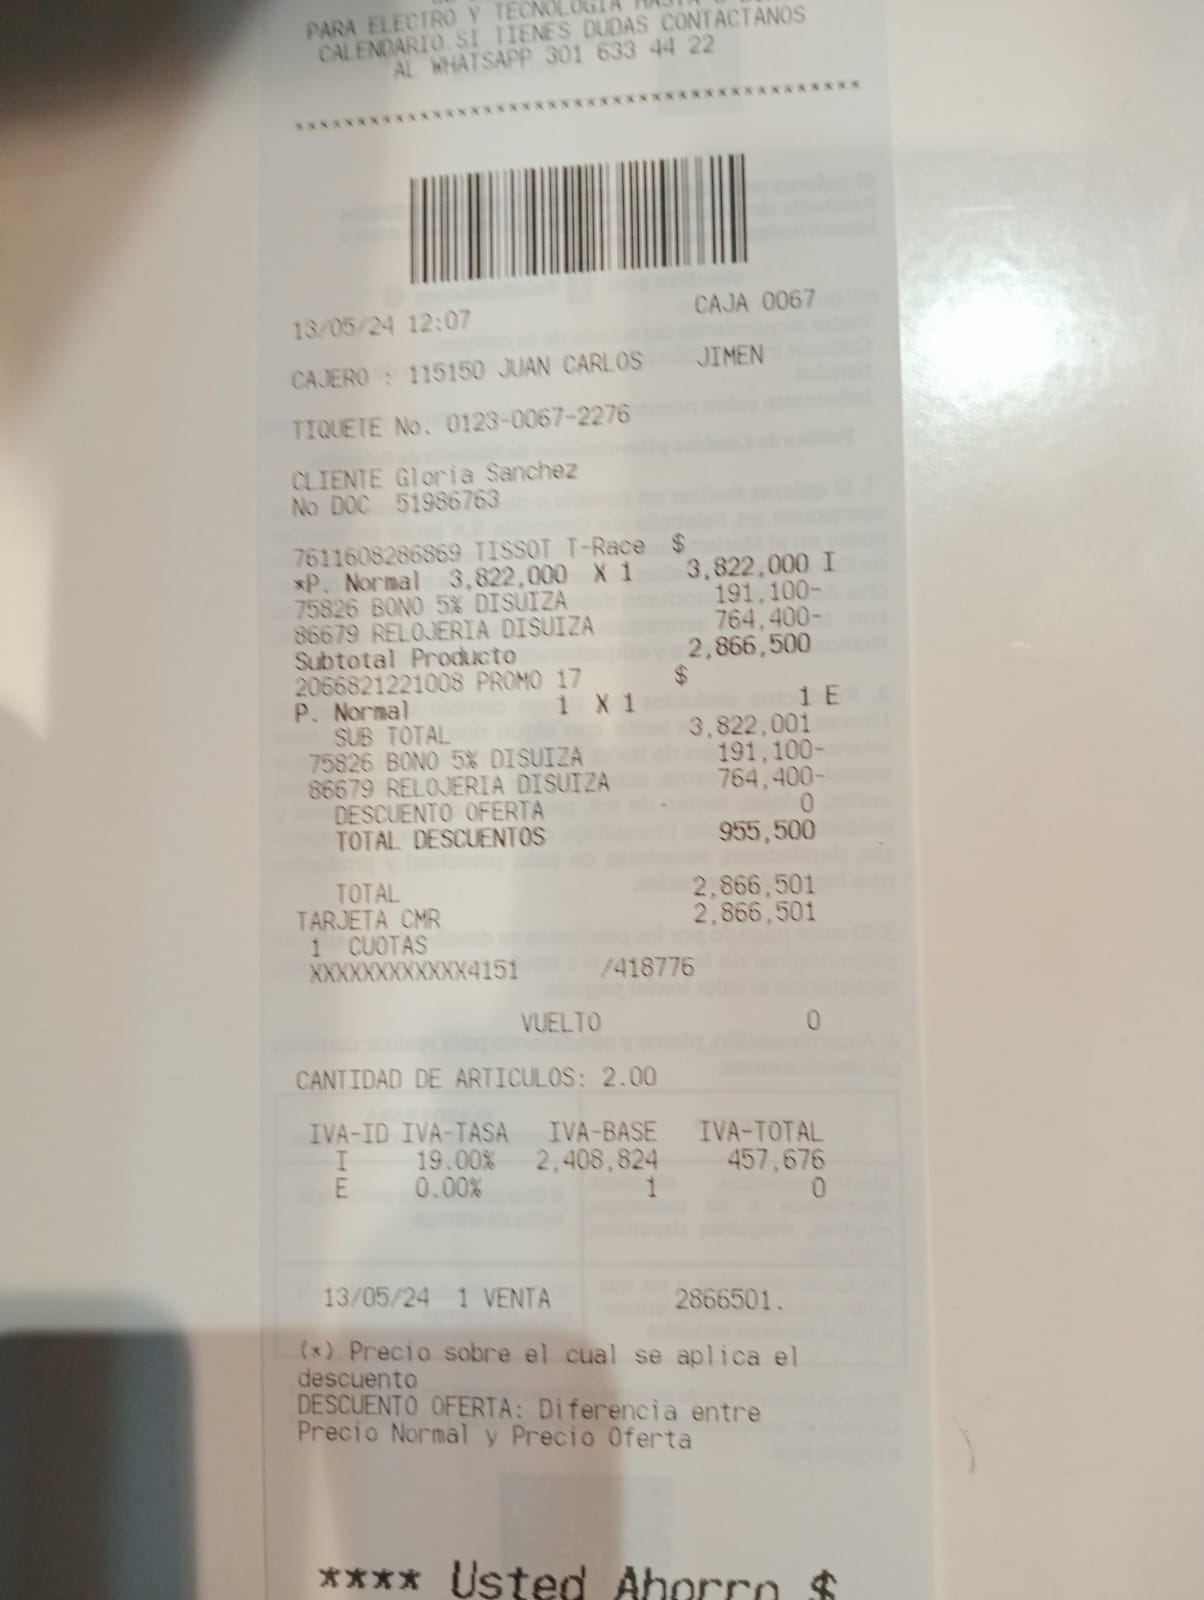 PARA ELECTRO Y TECNOLOGIA HASTA
CALENDARIO.SI TIENES DUDAS CONTACTANOS
AL WHATSAPP 301 633 44 22
******************************************
13/05/24 12:07 CAJA 0067
CAJERO : 115150 JUAN CARLOS JIMEN
TIQUETE No. 0123-0067-2276
CLIENTE Gloria Sanchez
No DOC 51986763
7611608286869 TISSOT T-Race $
*P. Normal 3,822,000 X 1 3,822,000 I
75826 BONO 5% DISUIZA 191,100-
86679 RELOJERIA DISUIZA 764,400-
Subtotal Producto 2,866,500
2066821221008 PROMO 17 $
P. Normal 1 X 1 1 E
SUB TOTAL 3,822,001
75826 BONO 5% DISUIZA 191,100-
86679 RELOJERIA DISUIZA 764,400-
DESCUENTO OFERTA 0
TOTAL DESCUENTOS 955,500
TOTAL 2,866,501
TARJETA CMR 2,866,501
1 CUOTAS
XXXXXXXXXXXX4151 /418776
VUELTO 0
CANTIDAD DE ARTICULOS: 2.00
IVA-ID IVA-TASA IVA-BASE IVA-TOTAL
I 19.00% 2,408,824 457,676
E 0.00% 1 0
13/05/24 1 VENTA 2866501.
(*) Precio sobre el cual se aplica el
descuento
DESCUENTO OFERTA: Diferencia entre
Precio Normal y Precio Oferta
**** Usted Ahorro $